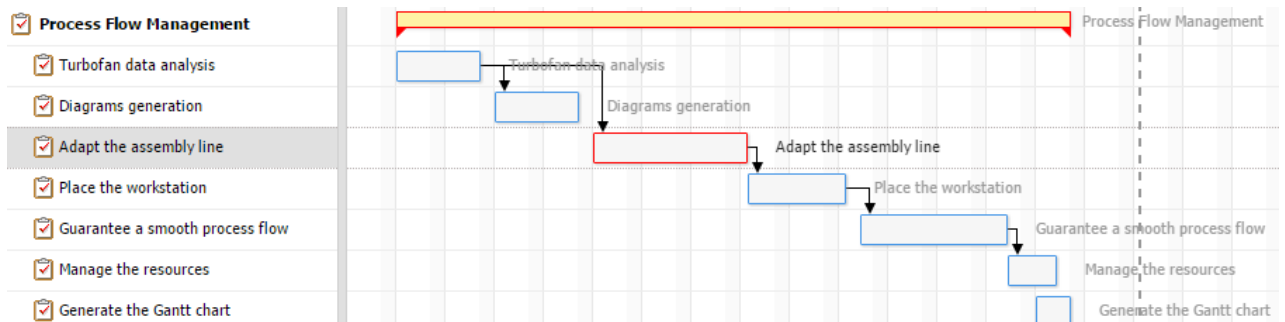 Process Flow Management Process Flow Management
Turbofan data analysis Turbofan data analysis
Diagrams generation Diagrams generation
Adapt the assembly line Adapt the assembly line
Place the workstation Place the workstation
Guarantee a smooth process flow Guarantee a smooth process flow
Manage the resources Manage the resources
Generate the Gantt chart Generate the Gantt chart